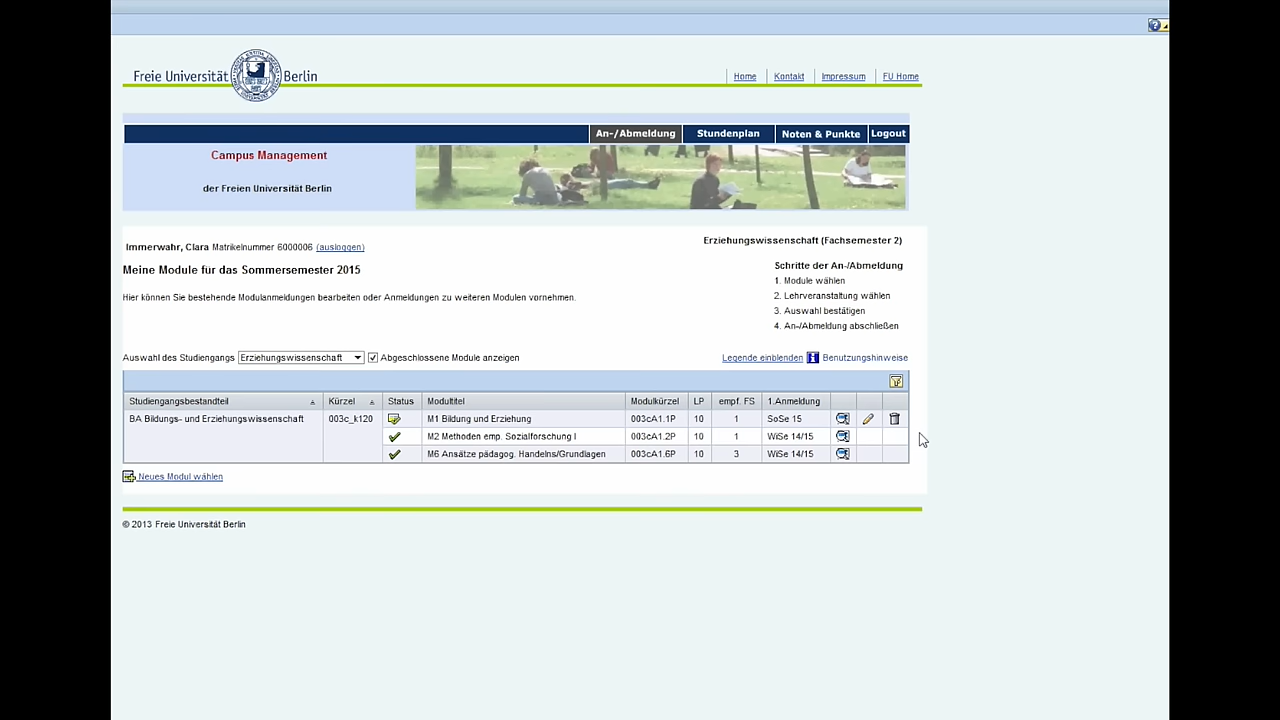 Freie Universität Berlin
Home Kontakt Impressum FU Home
An-/Abmeldung Stundenplan Noten & Punkte Logout
Campus Management
der Freien Universität Berlin
Immerwahr, Clara Matrikelnummer 6000006 (ausloggen)
Erziehungswissenschaft (Fachsemester 2)
Meine Module für das Sommersemester 2015
Hier können Sie bestehende Modulanmeldungen bearbeiten oder Anmeldungen zu weiteren Modulen vornehmen.
Schritte der An-/Abmeldung
1. Module wählen
2. Lehrveranstaltung wählen
3. Auswahl bestätigen
4. An-/Abmeldung abschließen
Auswahl des Studiengangs Erziehungswissenschaft Abgeschlossene Module anzeigen Legende einblenden Benutzungshinweise
Studiengangsbestandteil Kürzel Status Modultitel Modulkürzel LP empf. FS 1.Anmeldung
BA Bildungs- und Erziehungswissenschaft 003c_k120 M1 Bildung und Erziehung 003cA1.1P 10 1 SoSe 15
M2 Methoden emp. Sozialforschung I 003cA1.2P 10 1 WiSe 14/15
M6 Ansätze pädagog. Handelns/Grundlagen 003cA1.6P 10 3 WiSe 14/15
Neues Modul wählen
© 2013 Freie Universität Berlin